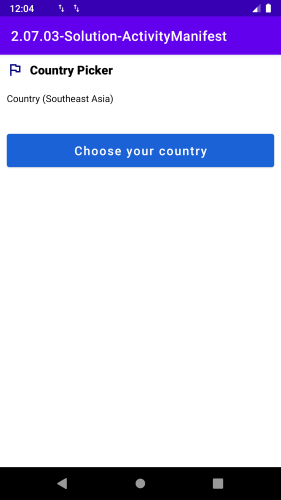 12:04
2.07.03-Solution-ActivityManifest
Country Picker
Country (Southeast Asia)
Choose your country